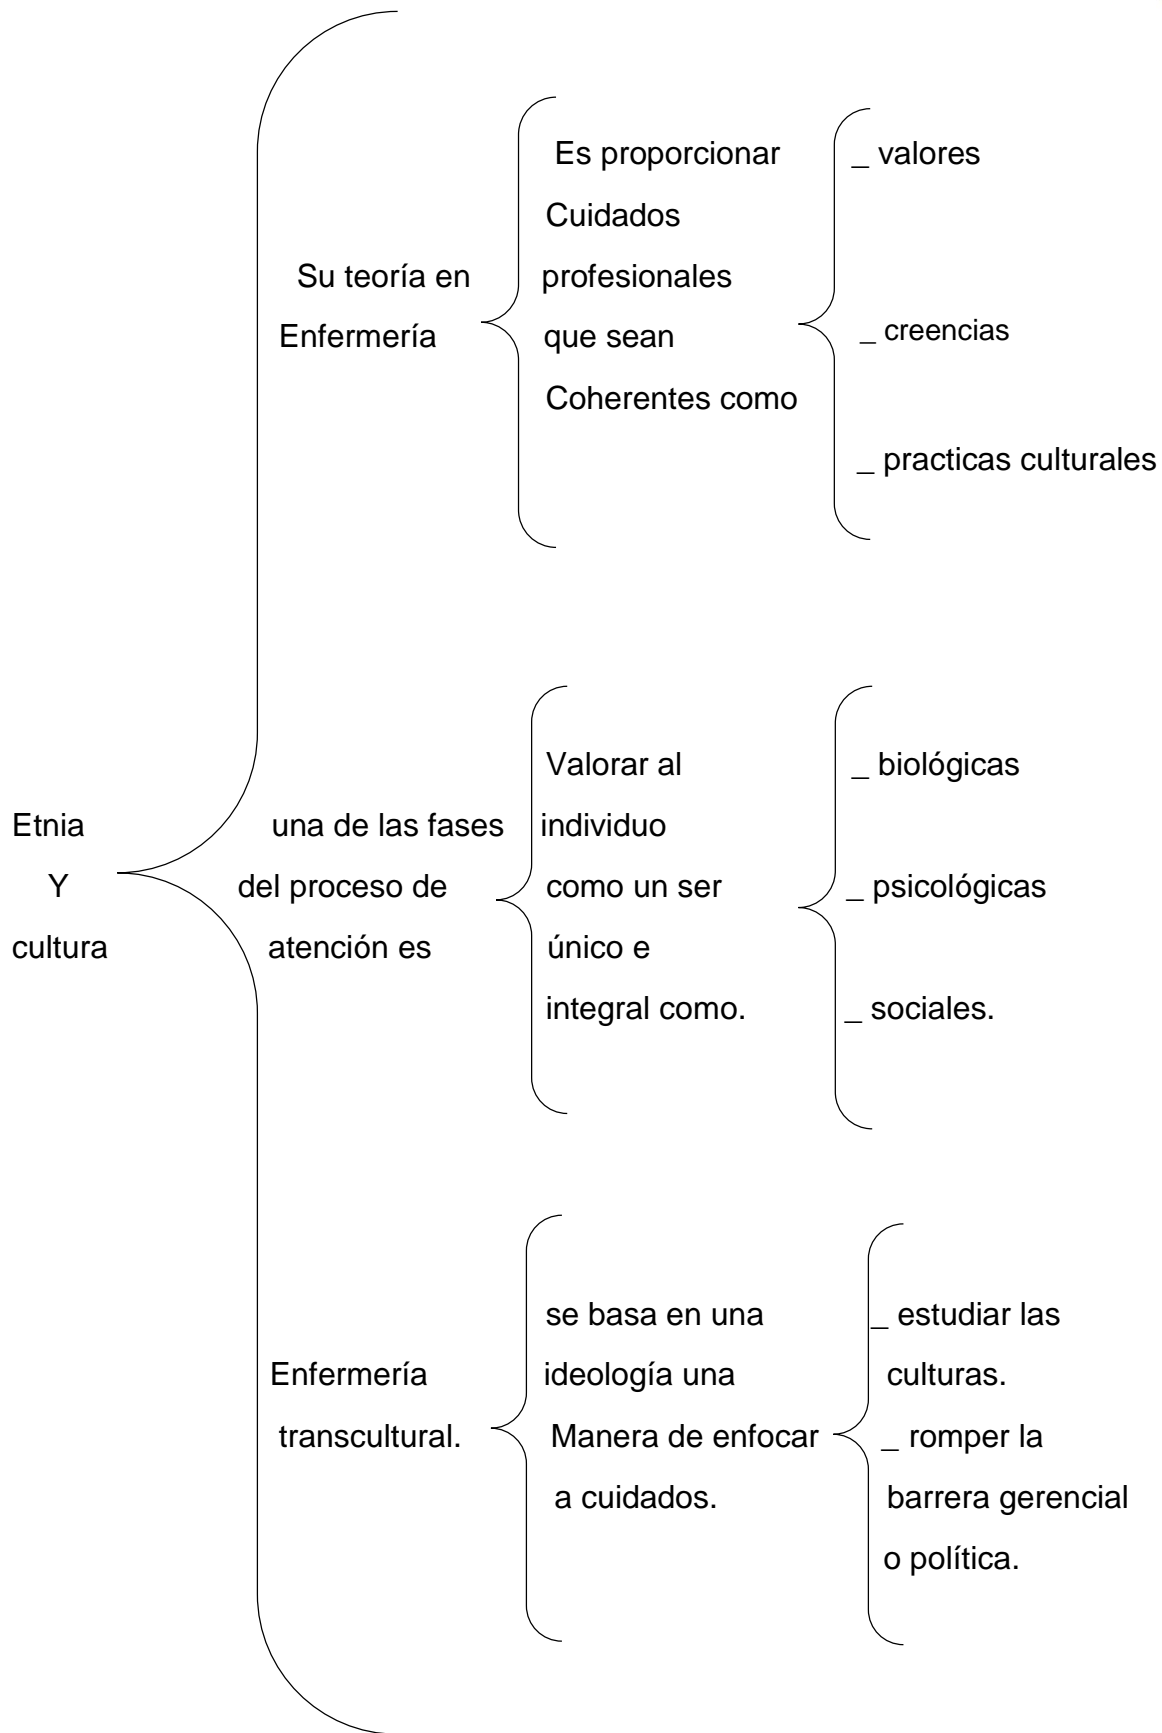 Etnia
Y
cultura
Su teoría en
Enfermería
Es proporcionar
Cuidados
profesionales
que sean
Coherentes como
_ valores
_ creencias
_ practicas culturales
una de las fases
del proceso de
atención es
Valorar al
individuo
como un ser
único e
integral como.
_ biológicas
_ psicológicas
_ sociales.
Enfermería
transcultural.
se basa en una
ideología una
Manera de enfocar
a cuidados.
_ estudiar las
culturas.
_ romper la
barrera gerencial
o política.